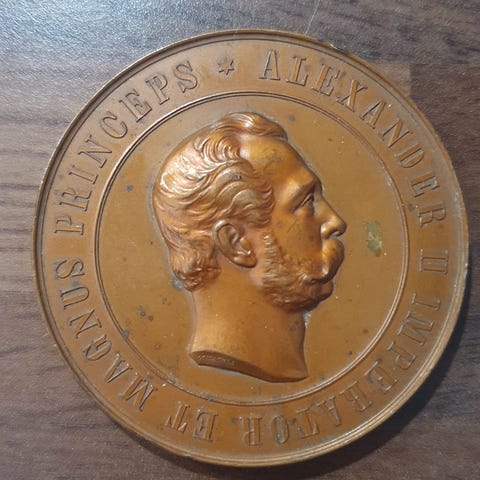 ALEXANDER II IMPERATOR ET MAGNUS PRINCEPS ★